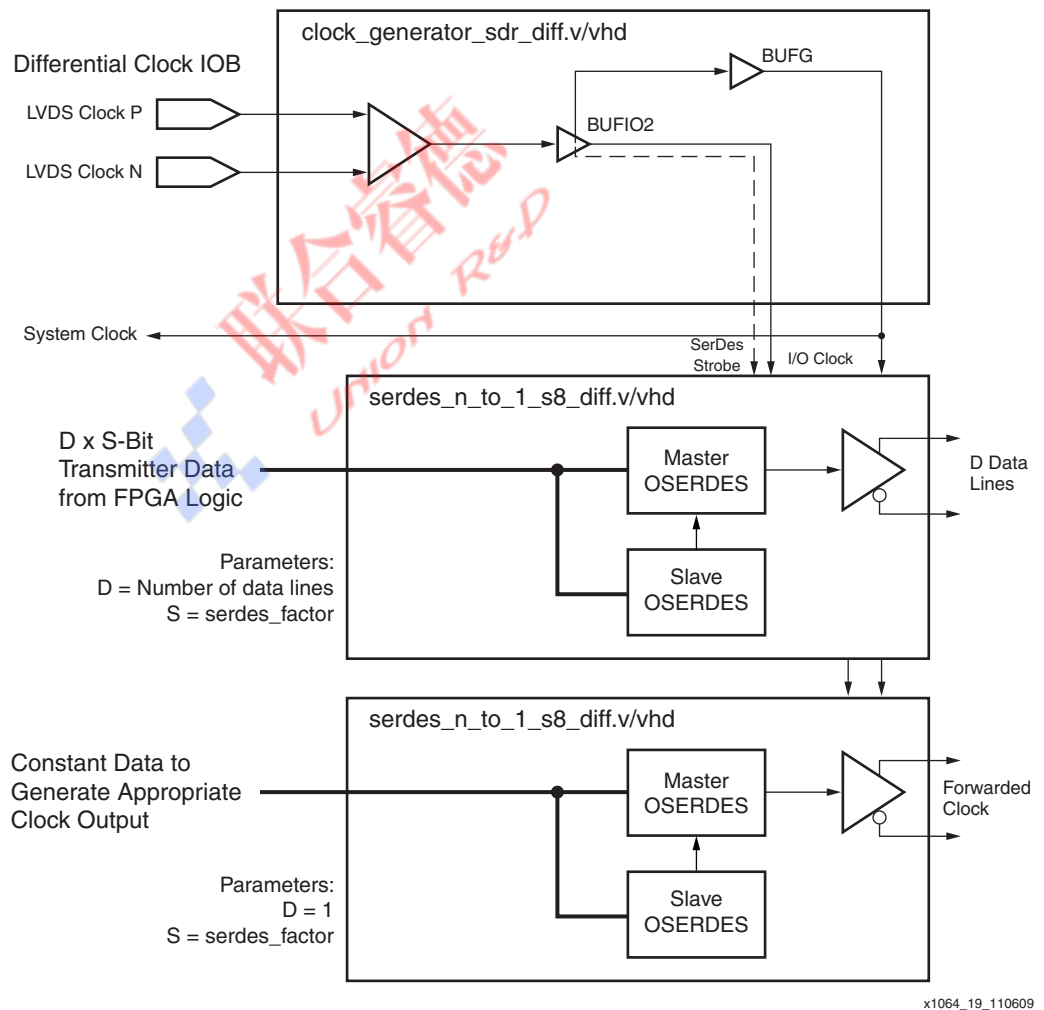 clock_generator_sdr_diff.v/vhd
Differential Clock IOB
BUFG
LVDS Clock P
BUFIO2
LVDS Clock N
联合睿德
UNION R&D
System Clock
SerDes
Strobe
I/O Clock
serdes_n_to_1_s8_diff.v/vhd
D x S-Bit
Transmitter Data
from FPGA Logic
Master
OSERDES
D Data
Lines
Parameters:
D = Number of data lines
S = serdes_factor
Slave
OSERDES
serdes_n_to_1_s8_diff.v/vhd
Constant Data to
Generate Appropriate
Clock Output
Master
OSERDES
Forwarded
Clock
Parameters:
D = 1
S = serdes_factor
Slave
OSERDES
x1064_19_110609